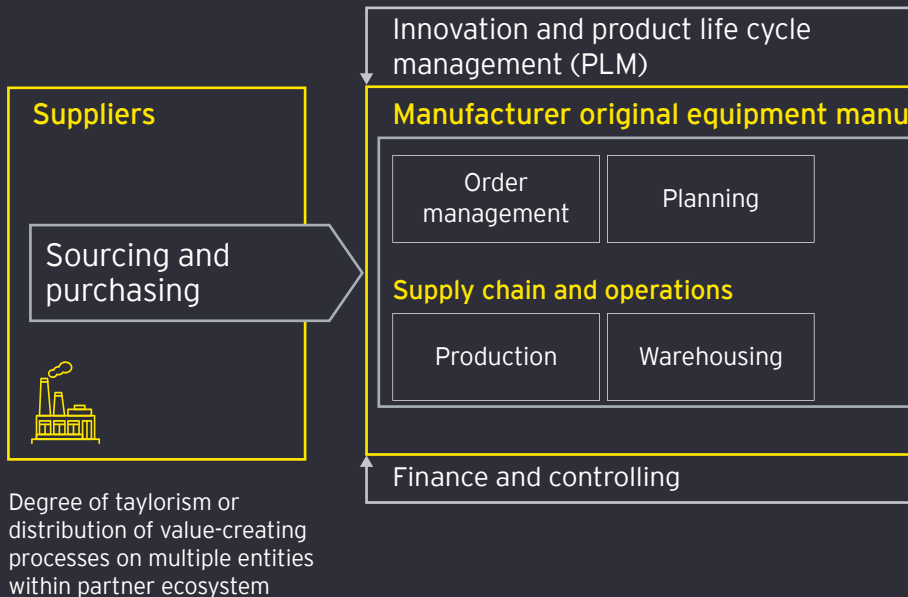 Innovation and product life cycle
management (PLM)
Suppliers
Manufacturer original equipment manu
Order
management
Planning
Sourcing and
purchasing
Supply chain and operations
Production
Warehousing
Finance and controlling
Degree of taylorism or
distribution of value-creating
processes on multiple entities
within partner ecosystem